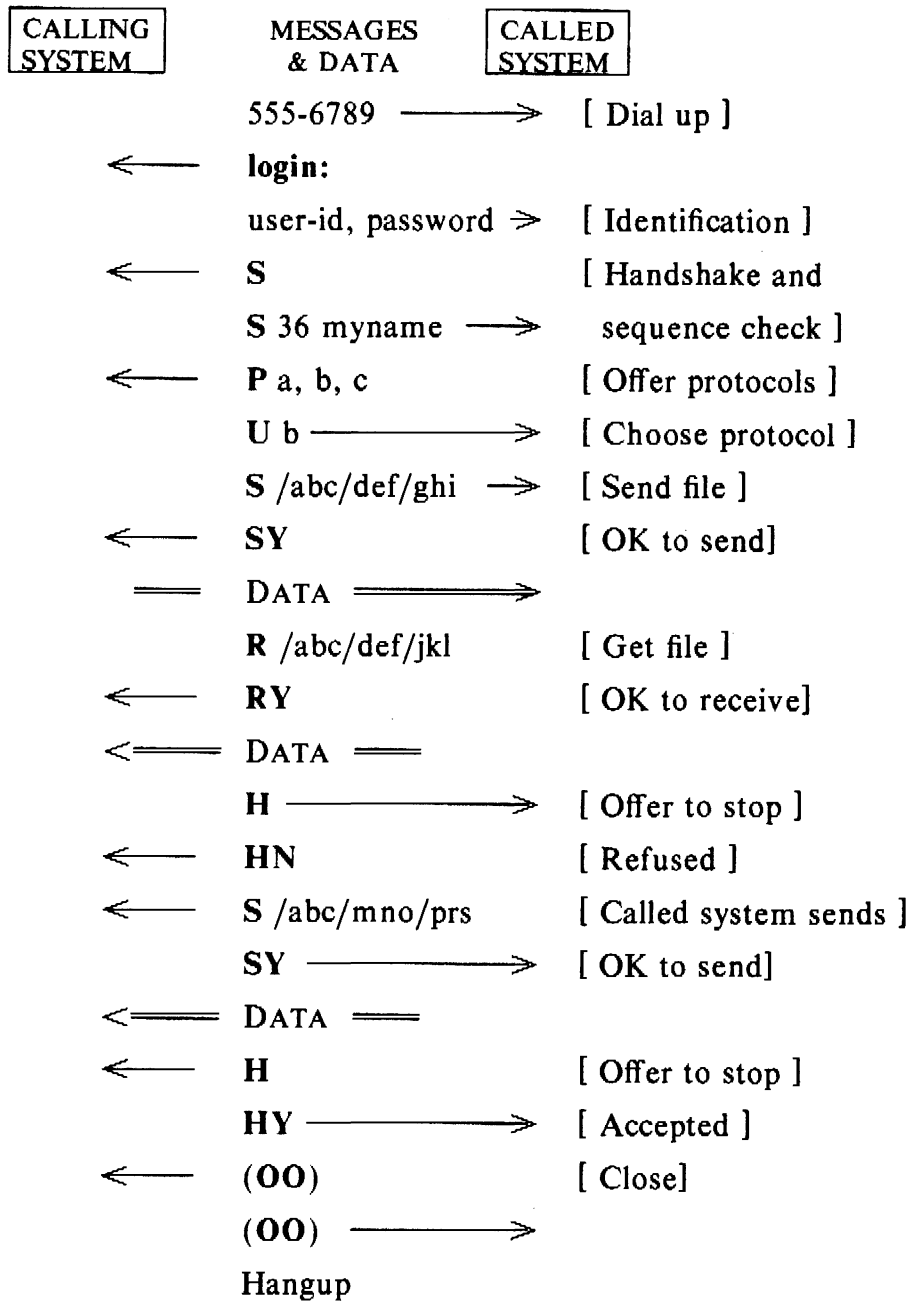 CALLING MESSAGES CALLED
SYSTEM & DATA SYSTEM
555-6789 [ Dial up ]
login:
user-id, password [ Identification ]
S [ Handshake and
S 36 myname sequence check ]
P a, b, c [ Offer protocols ]
U b [ Choose protocol ]
S /abc/def/ghi [ Send file ]
SY [ OK to send]
DATA
R /abc/def/jkl [ Get file ]
RY [ OK to receive]
DATA
H [ Offer to stop ]
HN [ Refused ]
S /abc/mno/prs [ Called system sends ]
SY [ OK to send]
DATA
H [ Offer to stop ]
HY [ Accepted ]
(OO) [ Close]
(OO)
Hangup